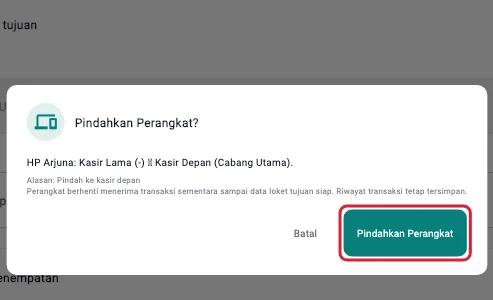 tujuan
Pindahkan Perangkat?
HP Arjuna: Kasir Lama (-) ▯ Kasir Depan (Cabang Utama).
Alasan: Pindah ke kasir depan
Perangkat berhenti menerima transaksi sementara sampai data loket tujuan siap. Riwayat transaksi tetap tersimpan.
Batal
Pindahkan Perangkat
enempatan